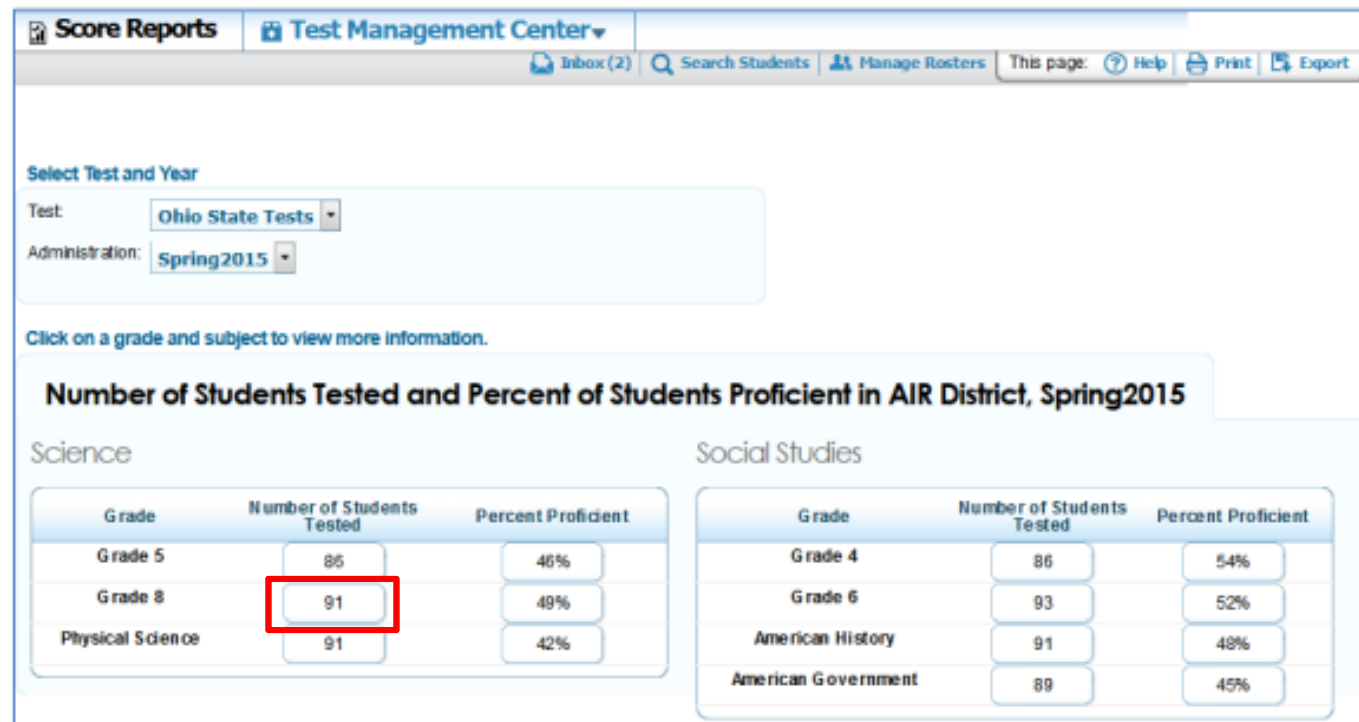 Score Reports Test Management Center
Inbox (2) Search Students Manage Rosters This page: Help Print Export
Select Test and Year
Test: Ohio State Tests
Administration: Spring2015
Click on a grade and subject to view more information.
Number of Students Tested and Percent of Students Proficient in AIR District, Spring2015
Science
Grade Number of Students Tested Percent Proficient
Grade 5 86 46%
Grade 8 91 49%
Physical Science 91 42%
Social Studies
Grade Number of Students Tested Percent Proficient
Grade 4 86 54%
Grade 6 93 52%
American History 91 48%
American Government 89 45%